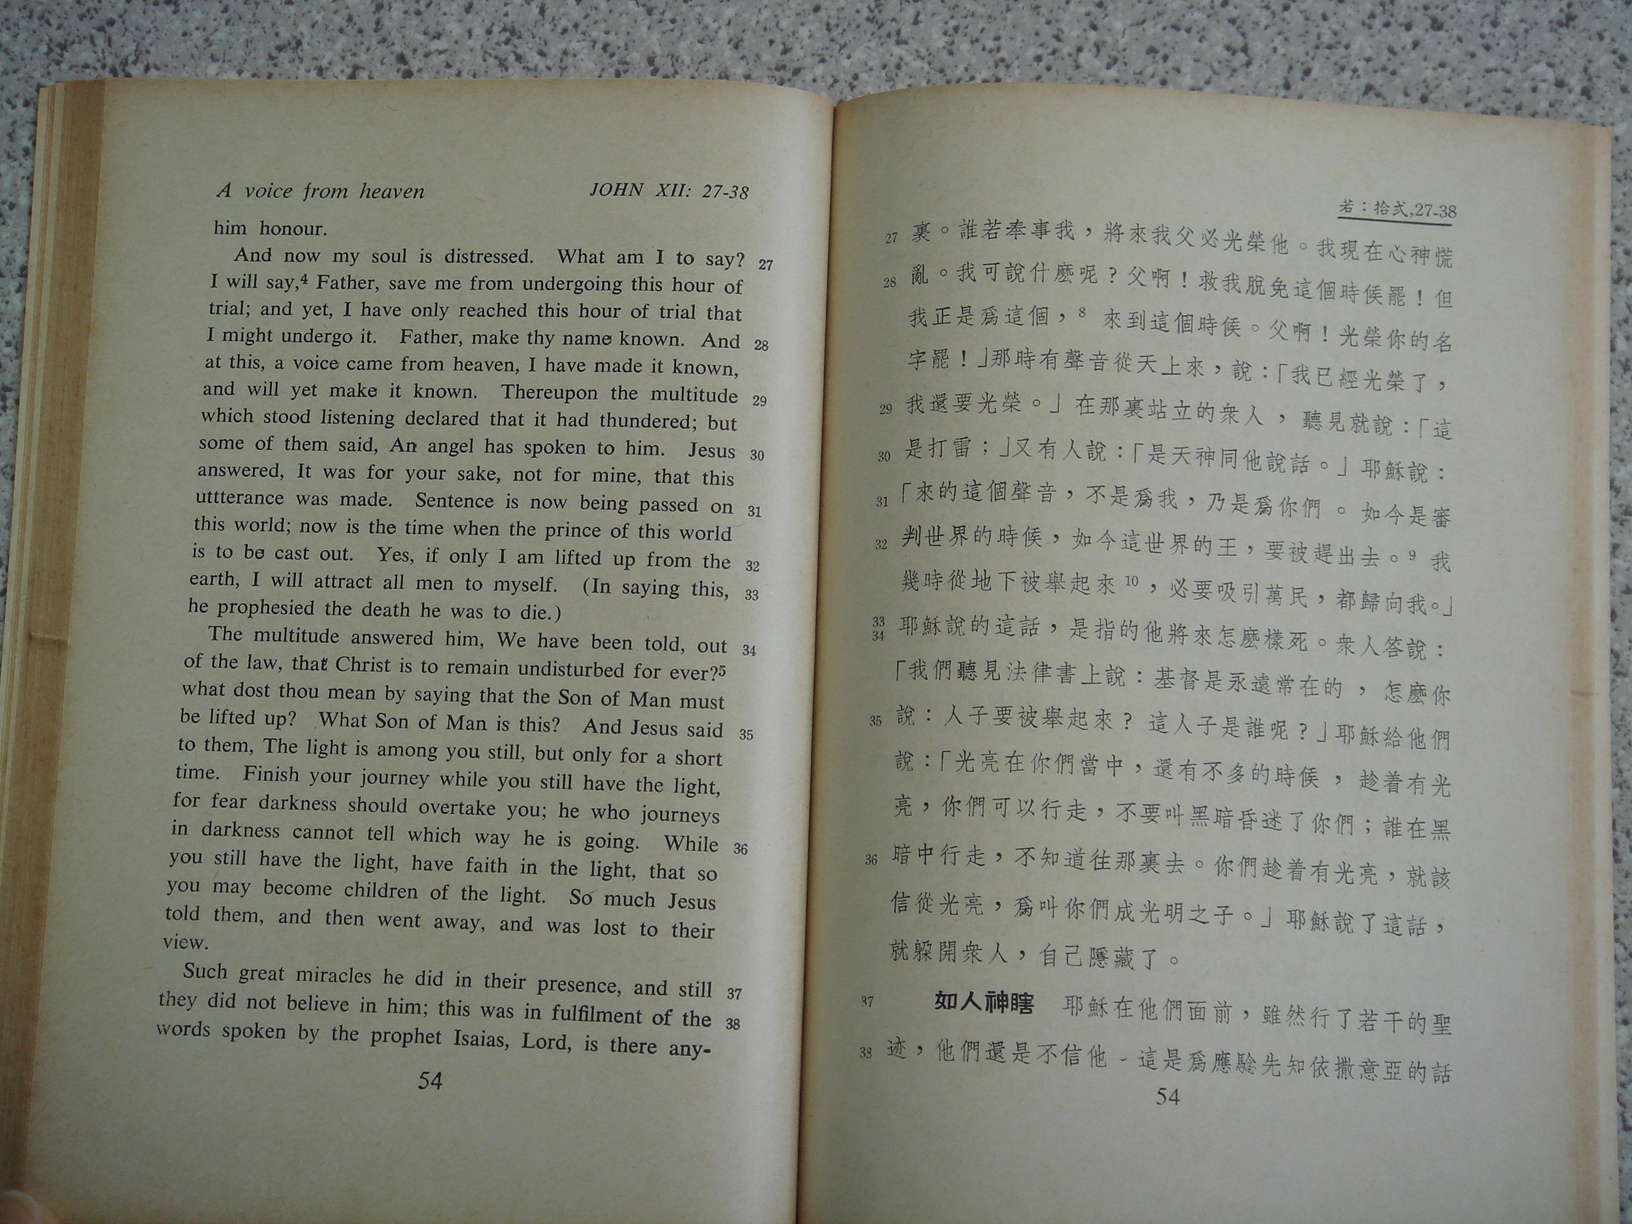 A voice from heaven JOHN XII: 27-38
him honour.
And now my soul is distressed. What am I to say? 27
I will say,⁴ Father, save me from undergoing this hour of
trial; and yet, I have only reached this hour of trial that
I might undergo it. Father, make thy name known. And 28
at this, a voice came from heaven, I have made it known,
and will yet make it known. Thereupon the multitude 29
which stood listening declared that it had thundered; but
some of them said, An angel has spoken to him. Jesus 30
answered, It was for your sake, not for mine, that this
uttterance was made. Sentence is now being passed on 31
this world; now is the time when the prince of this world
is to be cast out. Yes, if only I am lifted up from the 32
earth, I will attract all men to myself. (In saying this, 33
he prophesied the death he was to die.)
The multitude answered him, We have been told, out 34
of the law, that Christ is to remain undisturbed for ever?⁵
what dost thou mean by saying that the Son of Man must
be lifted up? What Son of Man is this? And Jesus said 35
to them, The light is among you still, but only for a short
time. Finish your journey while you still have the light,
for fear darkness should overtake you; he who journeys
in darkness cannot tell which way he is going. While 36
you still have the light, have faith in the light, that so
you may become children of the light. So much Jesus
told them, and then went away, and was lost to their
view.
Such great miracles he did in their presence, and still 37
they did not believe in him; this was in fulfilment of the 38
words spoken by the prophet Isaias, Lord, is there any-
54
若：拾弍,27-38
27 裏。誰若奉事我，將來我父必光榮他。我現在心神慌
28 亂。我可說什麽呢？父啊！救我脫免這個時候罷！但
我正是爲這個，⁸ 來到這個時候。父啊！光榮你的名
字罷！」那時有聲音從天上來，說：「我已經光榮了，
29 我還要光榮。」在那裏站立的衆人，聽見就說：「這
30 是打雷；」又有人說：「是天神同他說話。」耶穌說：
31 「來的這個聲音，不是爲我，乃是爲你們。如今是審
32 判世界的時候，如今這世界的王，要被趕出去。⁹ 我
幾時從地下被舉起來¹⁰，必要吸引萬民，都歸向我。」
33 34 耶穌說的這話，是指的他將來怎麽樣死。衆人答說：
「我們聽見法律書上說：基督是永遠常在的，怎麽你
35 說：人子要被舉起來？這人子是誰呢？」耶穌給他們
說：「光亮在你們當中，還有不多的時候，趁着有光
亮，你們可以行走，不要叫黑暗昏迷了你們；誰在黑
36 暗中行走，不知道往那裏去。你們趁着有光亮，就該
信從光亮，爲叫你們成光明之子。」耶穌說了這話，
就躲開衆人，自己隱藏了。
37 如人神瞎 耶穌在他們面前，雖然行了若干的聖
38 迹，他們還是不信他－這是爲應驗先知依撒意亞的話
54